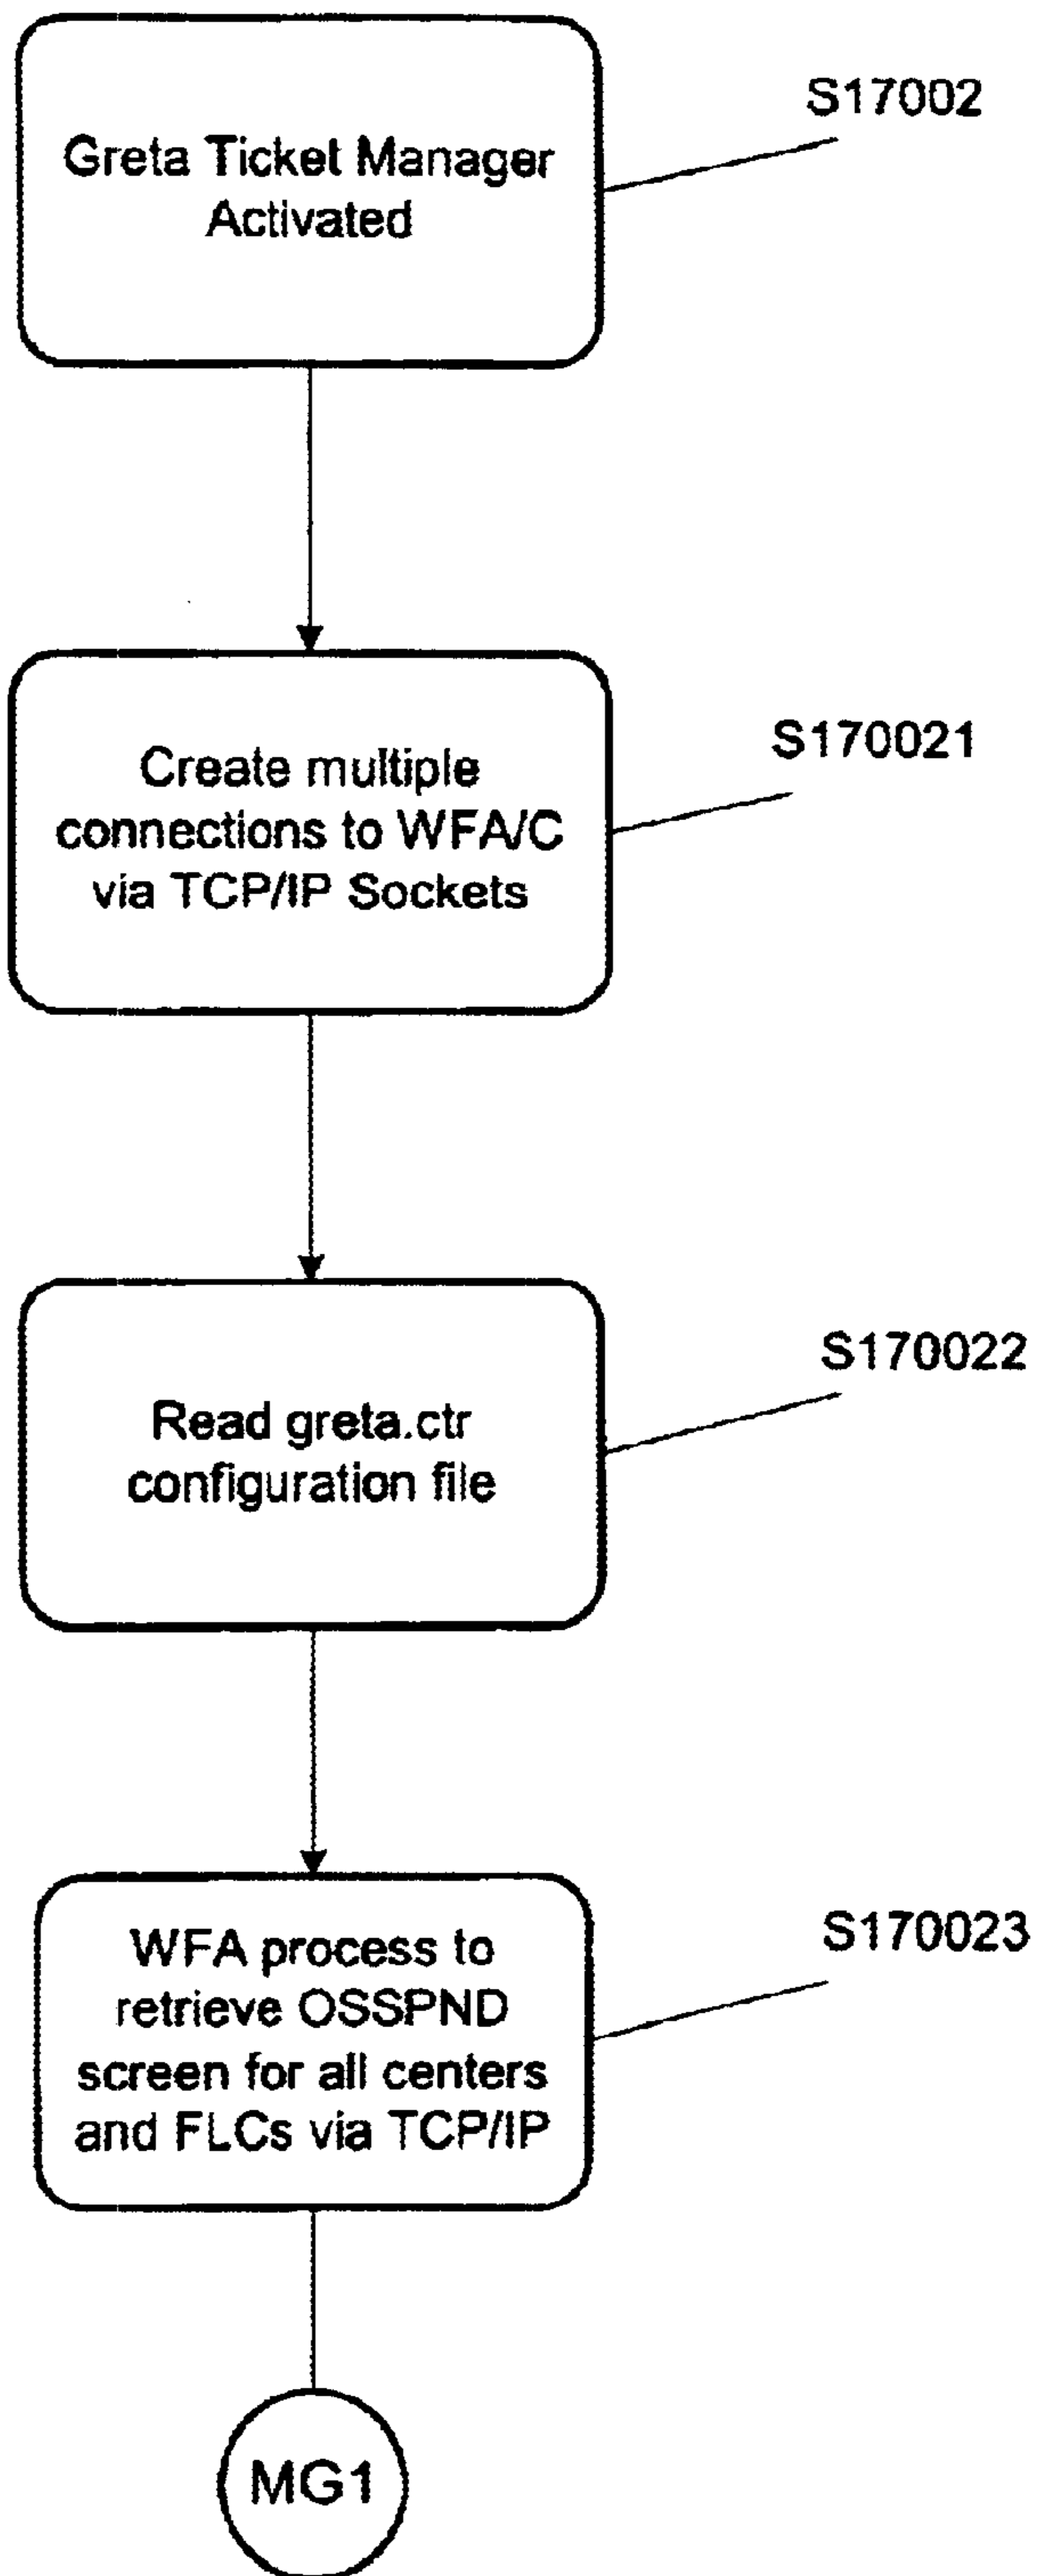 S17002
Greta Ticket Manager
Activated
S170021
Create multiple
connections to WFA/C
via TCP/IP Sockets
S170022
Read greta.ctr
configuration file
S170023
WFA process to
retrieve OSSPND
screen for all centers
and FLCs via TCP/IP
MG1